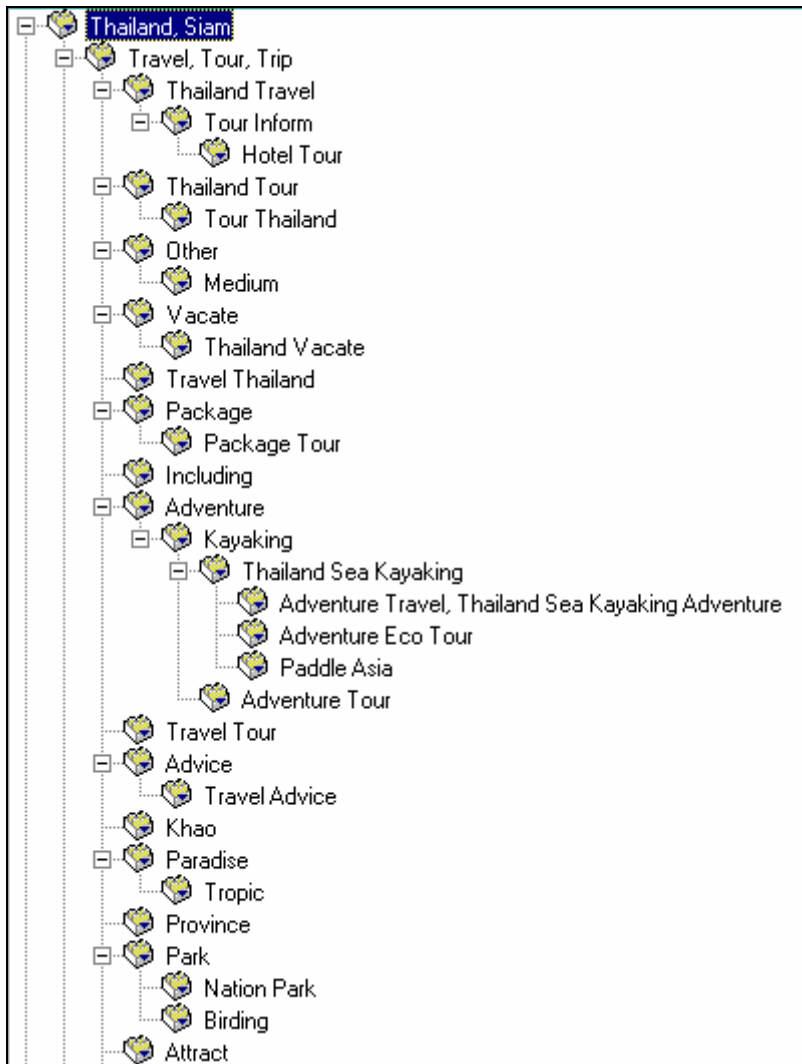 Thailand, Siam
Travel, Tour, Trip
Thailand Travel
Tour Inform
Hotel Tour
Thailand Tour
Tour Thailand
Other
Medium
Vacate
Thailand Vacate
Travel Thailand
Package
Package Tour
Including
Adventure
Kayaking
Thailand Sea Kayaking
Adventure Travel, Thailand Sea Kayaking Adventure
Adventure Eco Tour
Paddle Asia
Adventure Tour
Travel Tour
Advice
Travel Advice
Khao
Paradise
Tropic
Province
Park
Nation Park
Birding
Attract